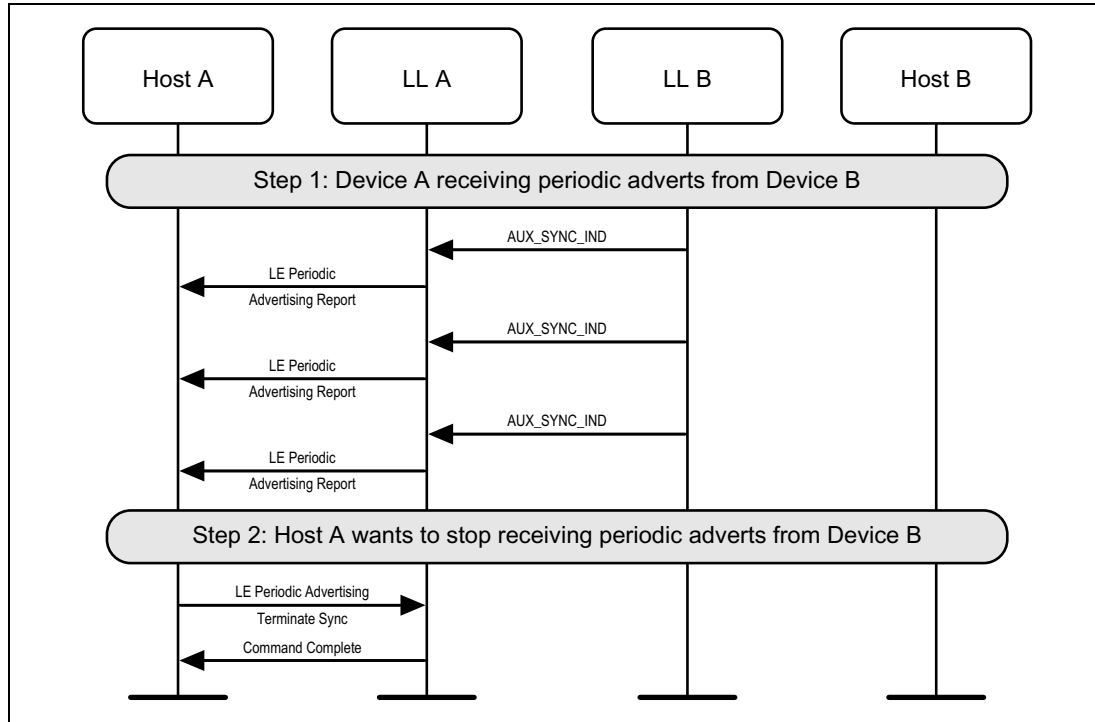 Host A
LL A
LL B
Host B
Step 1: Device A receiving periodic adverts from Device B
AUX_SYNC_IND
LE Periodic
Advertising Report
AUX_SYNC_IND
LE Periodic
Advertising Report
AUX_SYNC_IND
LE Periodic
Advertising Report
Step 2: Host A wants to stop receiving periodic adverts from Device B
LE Periodic Advertising
Terminate Sync
Command Complete